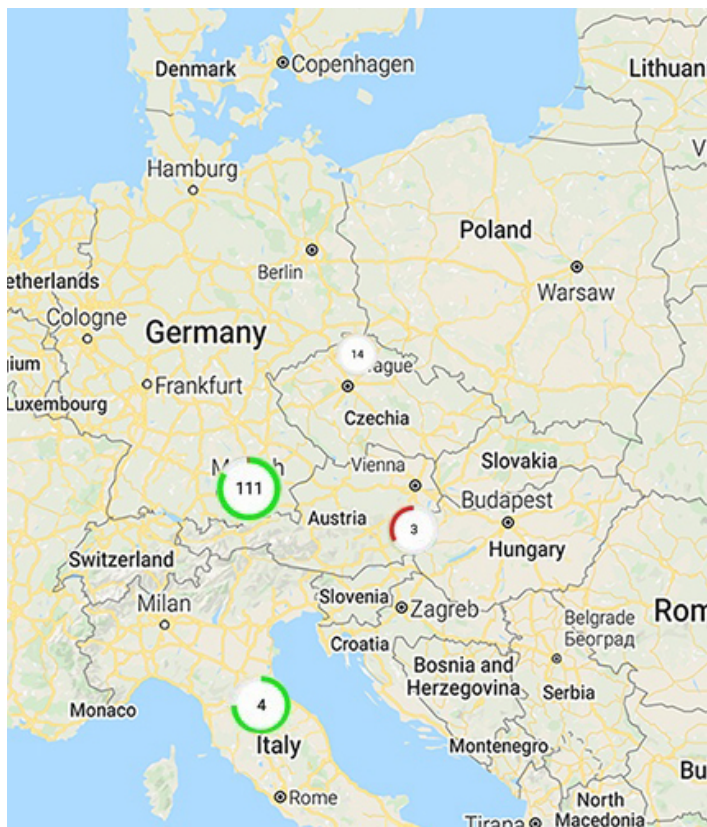 Denmark
Copenhagen
Lithuan
Hamburg
Poland
Berlin
Warsaw
etherlands
Cologne
Germany
14
ague
gium
Frankfurt
Luxembourg
Czechia
Vienna
Slovakia
111
Budapest
Austria
3
Hungary
Switzerland
Slovenia
Milan
Zagreb
Belgrade
Београд
Rom
Croatia
Bosnia and
Herzegovina
Serbia
Monaco
4
Italy
Montenegro
Bu
Rome
North
Macedonia
Tirana